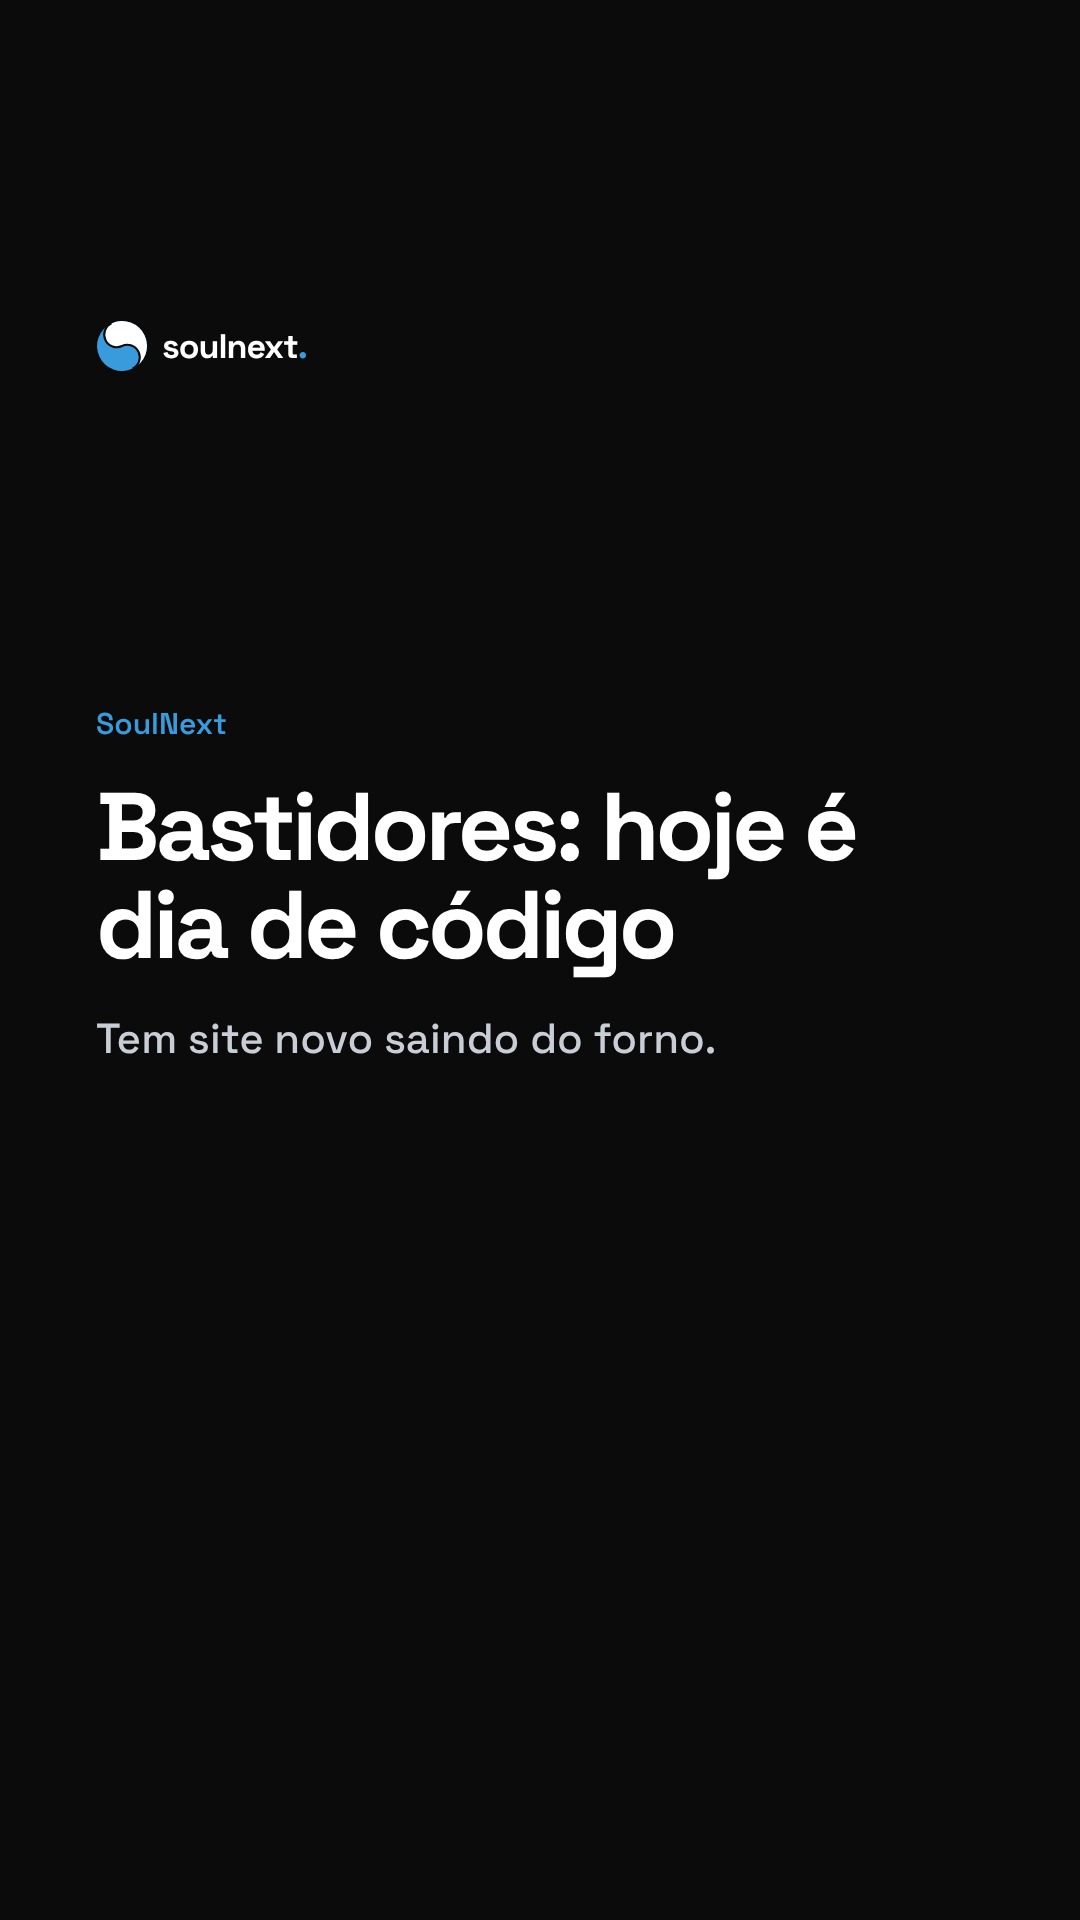 soulnext.
SoulNext
Bastidores: hoje é
dia de código
Tem site novo saindo do forno.